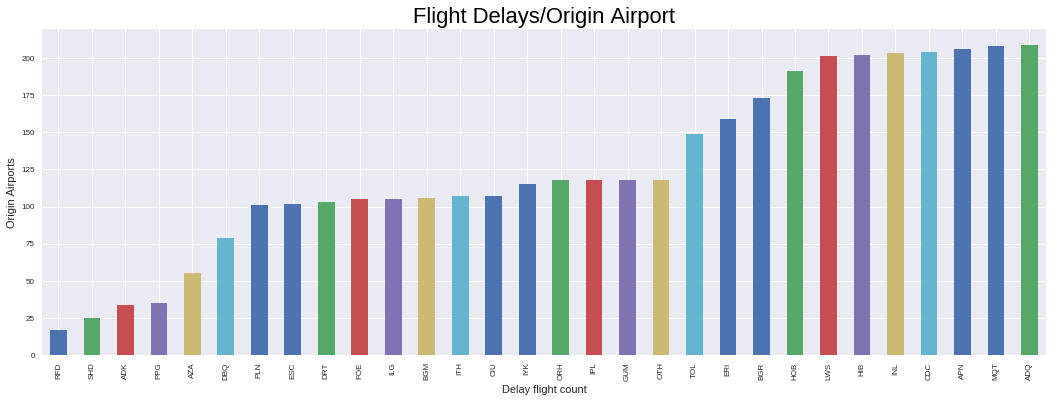 Flight Delays/Origin Airport
Origin Airports
200
175
150
125
100
75
50
25
0
RFD SHD ADK PPG AZA DBQ PLN ESC DRT FOE ILG BGM ITH CIU IYK ORH IPL GUM OTH TOL ERI BGR HOB LWS HIB INL CDC APN MQT ADQ
Delay flight count